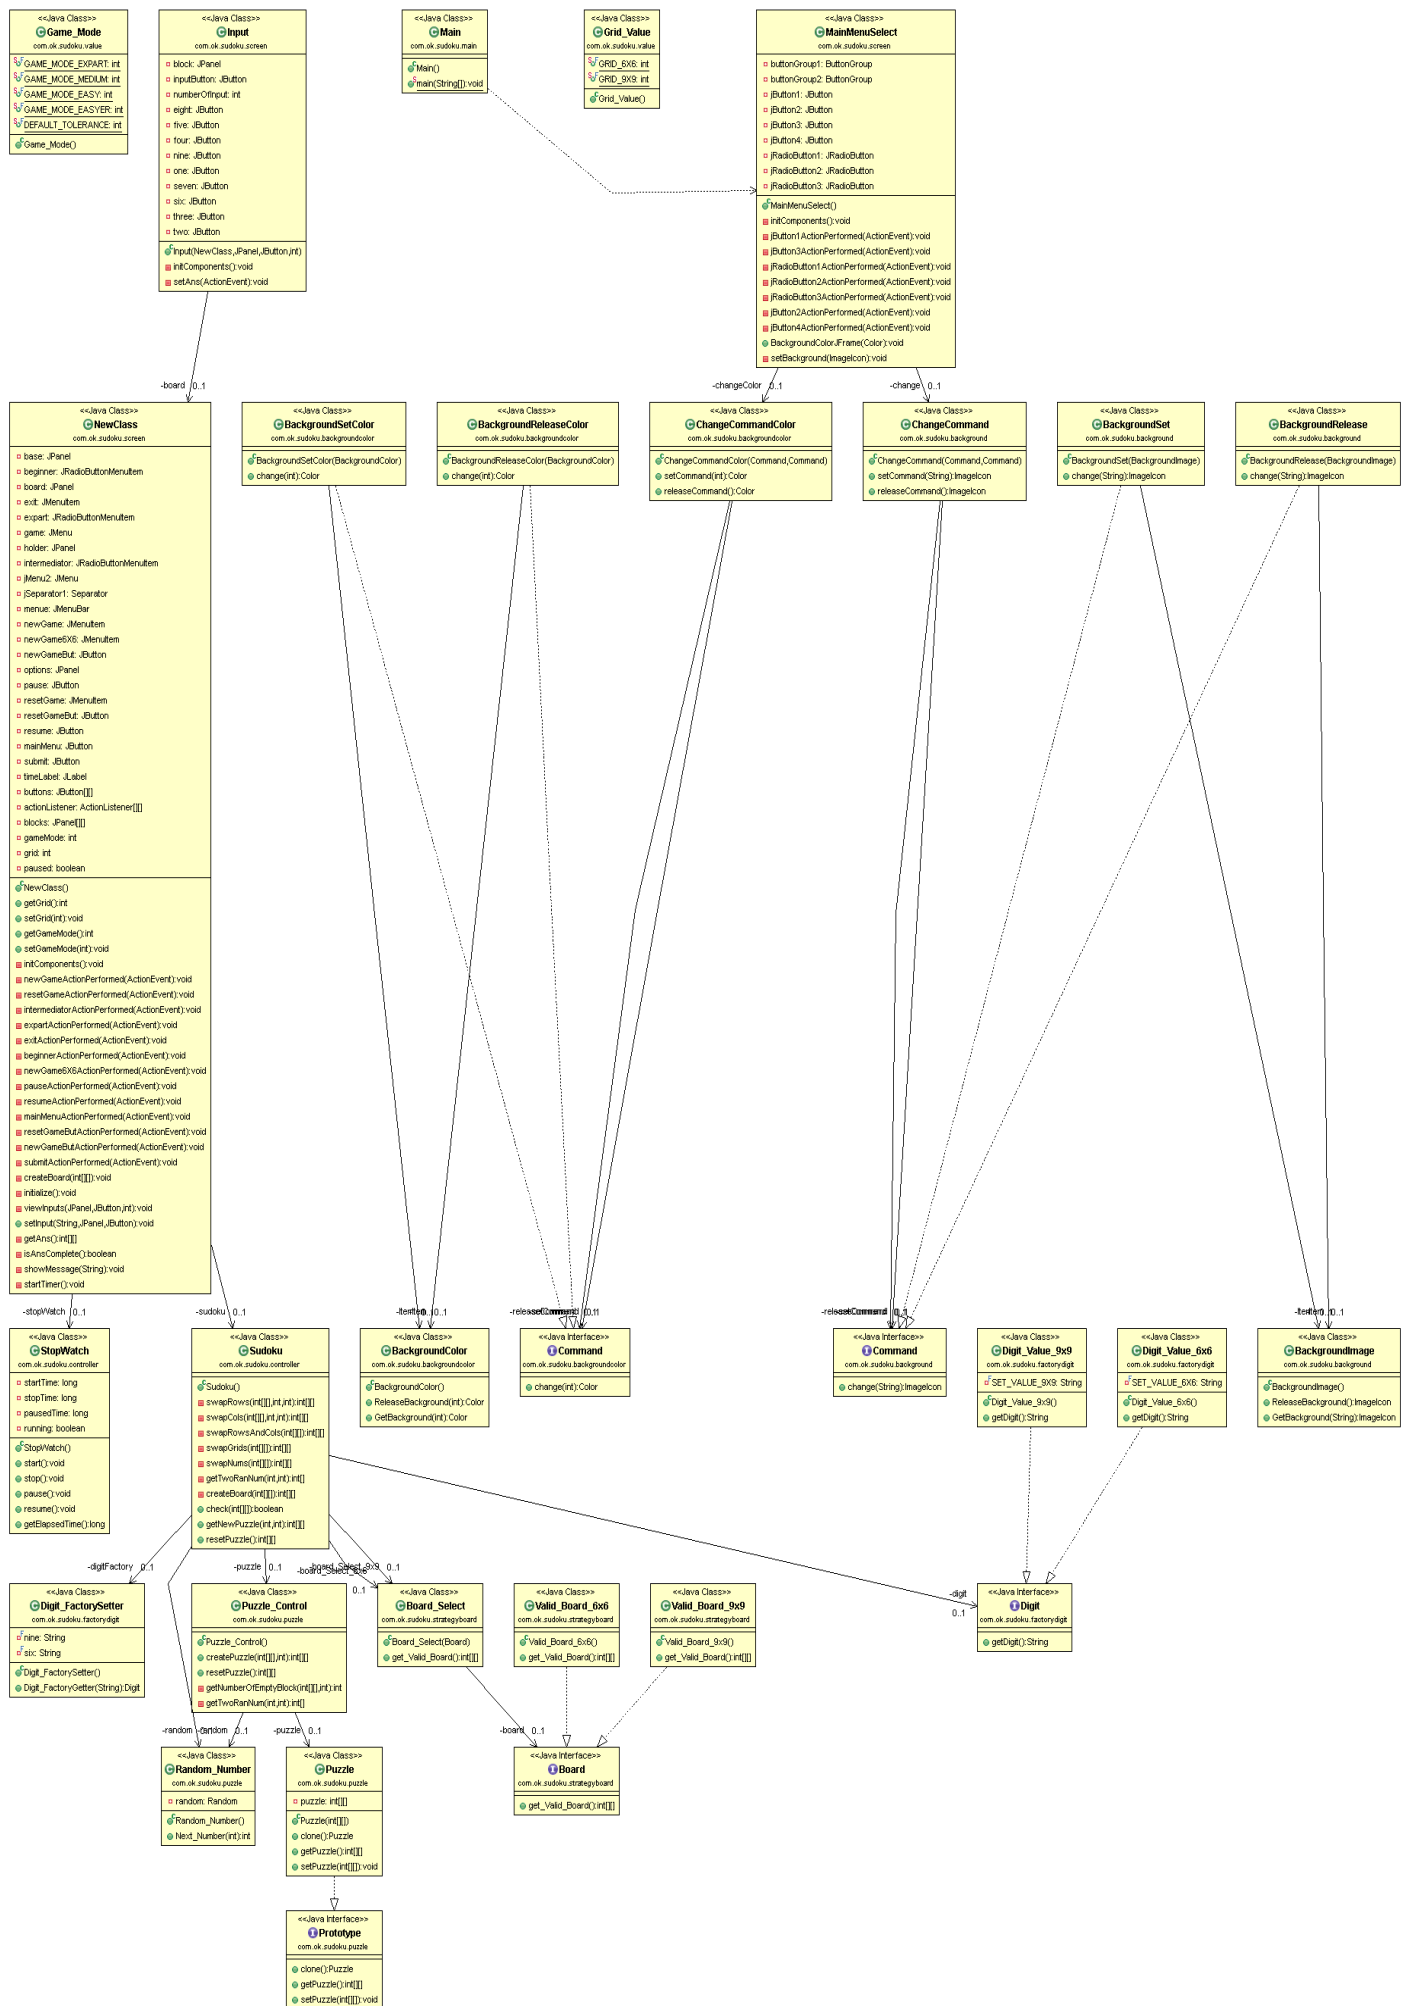 <<Java Class>>
Game_Mode
com.ok.sudoku.value
GAME_MODE_EXPART: int
GAME_MODE_MEDIUM: int
GAME_MODE_EASY: int
GAME_MODE_EASYER: int
DEFAULT_TOLERANCE: int
Game_Mode()
<<Java Class>>
Input
com.ok.sudoku.screen
block: JPanel
inputButton: JButton
numberOfInput: int
eight: JButton
five: JButton
four: JButton
nine: JButton
one: JButton
seven: JButton
six: JButton
three: JButton
two: JButton
Input(NewClass,JPanel,JButton,int)
initComponents():void
setAns(ActionEvent):void
<<Java Class>>
Main
com.ok.sudoku.main
Main()
main(String[]):void
<<Java Class>>
Grid_Value
com.ok.sudoku.value
GRID_6X6: int
GRID_9X9: int
Grid_Value()
<<Java Class>>
MainMenuSelect
com.ok.sudoku.screen
buttonGroup1: ButtonGroup
buttonGroup2: ButtonGroup
jButton1: JButton
jButton2: JButton
jButton3: JButton
jButton4: JButton
jRadioButton1: JRadioButton
jRadioButton2: JRadioButton
jRadioButton3: JRadioButton
MainMenuSelect()
initComponents():void
jButton1ActionPerformed(ActionEvent):void
jButton3ActionPerformed(ActionEvent):void
jRadioButton1ActionPerformed(ActionEvent):void
jRadioButton2ActionPerformed(ActionEvent):void
jRadioButton3ActionPerformed(ActionEvent):void
jButton2ActionPerformed(ActionEvent):void
jButton4ActionPerformed(ActionEvent):void
BackgroundColorJFrame(Color):void
setBackground(ImageIcon):void
-board 0..1
-changeColor 0..1
-change 0..1
<<Java Class>>
NewClass
com.ok.sudoku.screen
base: JPanel
beginner: JRadioButtonMenuItem
board: JPanel
exit: JMenuItem
expart: JRadioButtonMenuItem
game: JMenu
holder: JPanel
intermediator: JRadioButtonMenuItem
jMenu2: JMenu
jSeparator1: Separator
menue: JMenuBar
newGame: JMenuItem
newGame6X6: JMenuItem
newGameBut: JButton
options: JPanel
pause: JButton
resetGame: JMenuItem
resetGameBut: JButton
resume: JButton
mainMenu: JButton
submit: JButton
timeLabel: JLabel
buttons: JButton[][]
actionListener: ActionListener[][]
blocks: JPanel[][]
gameMode: int
grid: int
paused: boolean
NewClass()
getGrid():int
setGrid(int):void
getGameMode():int
setGameMode(int):void
initComponents():void
newGameActionPerformed(ActionEvent):void
resetGameActionPerformed(ActionEvent):void
intermediatorActionPerformed(ActionEvent):void
expartActionPerformed(ActionEvent):void
exitActionPerformed(ActionEvent):void
beginnerActionPerformed(ActionEvent):void
newGame6X6ActionPerformed(ActionEvent):void
pauseActionPerformed(ActionEvent):void
resumeActionPerformed(ActionEvent):void
mainMenuActionPerformed(ActionEvent):void
resetGameButActionPerformed(ActionEvent):void
newGameButActionPerformed(ActionEvent):void
submitActionPerformed(ActionEvent):void
createBoard(int[][]):void
initialize():void
viewInputs(JPanel,JButton,int):void
setInput(String,JPanel,JButton):void
getAns():int[][]
isAnsComplete():boolean
showMessage(String):void
startTimer():void
<<Java Class>>
BackgroundSetColor
com.ok.sudoku.backgroundcolor
BackgroundSetColor(BackgroundColor)
change(int):Color
<<Java Class>>
BackgroundReleaseColor
com.ok.sudoku.backgroundcolor
BackgroundReleaseColor(BackgroundColor)
change(int):Color
<<Java Class>>
ChangeCommandColor
com.ok.sudoku.backgroundcolor
ChangeCommandColor(Command,Command)
setCommand(int):Color
releaseCommand():Color
<<Java Class>>
ChangeCommand
com.ok.sudoku.background
ChangeCommand(Command,Command)
setCommand(String):ImageIcon
releaseCommand():ImageIcon
<<Java Class>>
BackgroundSet
com.ok.sudoku.background
BackgroundSet(BackgroundImage)
change(String):ImageIcon
<<Java Class>>
BackgroundRelease
com.ok.sudoku.background
BackgroundRelease(BackgroundImage)
change(String):ImageIcon
-stopWatch 0..1
-sudoku 0..1
<<Java Class>>
StopWatch
com.ok.sudoku.controller
startTime: long
stopTime: long
pausedTime: long
running: boolean
StopWatch()
start():void
stop():void
pause():void
resume():void
getElapsedTime():long
<<Java Class>>
Sudoku
com.ok.sudoku.controller
Sudoku()
swapRows(int[][],int,int):int[][]
swapCols(int[][],int,int):int[][]
swapRowsAndCols(int[][]):int[][]
swapGrids(int[][]):int[][]
swapNums(int[][]):int[][]
getTwoRanNum(int,int):int[]
createBoard(int[][]):int[][]
check(int[][]):boolean
getNewPuzzle(int,int):int[][]
resetPuzzle():int[][]
<<Java Class>>
BackgroundColor
com.ok.sudoku.backgroundcolor
BackgroundColor()
ReleaseBackground(int):Color
GetBackground(int):Color
<<Java Interface>>
Command
com.ok.sudoku.backgroundcolor
change(int):Color
<<Java Interface>>
Command
com.ok.sudoku.background
change(String):ImageIcon
<<Java Class>>
Digit_Value_9x9
com.ok.sudoku.factorydigit
SET_VALUE_9X9: String
Digit_Value_9x9()
getDigit():String
<<Java Class>>
Digit_Value_6x6
com.ok.sudoku.factorydigit
SET_VALUE_6X6: String
Digit_Value_6x6()
getDigit():String
<<Java Class>>
BackgroundImage
com.ok.sudoku.background
BackgroundImage()
ReleaseBackground():ImageIcon
GetBackground(String):ImageIcon
-digitFactory 0..1
-puzzle 0..1
-board_Select_9x9 0..1
0..1
-digit
0..1
<<Java Class>>
Digit_FactorySetter
com.ok.sudoku.factorydigit
nine: String
six: String
Digit_FactorySetter()
Digit_FactoryGetter(String):Digit
<<Java Class>>
Puzzle_Control
com.ok.sudoku.puzzle
Puzzle_Control()
createPuzzle(int[][],int):int[][]
resetPuzzle():int[][]
getNumberOfEmptyBlock(int[][],int):int
getTwoRanNum(int,int):int[]
<<Java Class>>
Board_Select
com.ok.sudoku.strategyboard
Board_Select(Board)
get_Valid_Board():int[][]
<<Java Class>>
Valid_Board_6x6
com.ok.sudoku.strategyboard
Valid_Board_6x6()
get_Valid_Board():int[][]
<<Java Class>>
Valid_Board_9x9
com.ok.sudoku.strategyboard
Valid_Board_9x9()
get_Valid_Board():int[][]
<<Java Interface>>
Digit
com.ok.sudoku.factorydigit
getDigit():String
-random
-random 0..1
-puzzle 0..1
-board 0..1
<<Java Class>>
Random_Number
com.ok.sudoku.puzzle
random: Random
Random_Number()
Next_Number(int):int
<<Java Class>>
Puzzle
com.ok.sudoku.puzzle
puzzle: int[][]
Puzzle(int[][])
clone():Puzzle
getPuzzle():int[][]
setPuzzle(int[][]):void
<<Java Interface>>
Board
com.ok.sudoku.strategyboard
get_Valid_Board():int[][]
<<Java Interface>>
Prototype
com.ok.sudoku.puzzle
clone():Puzzle
getPuzzle():int[][]
setPuzzle(int[][]):void